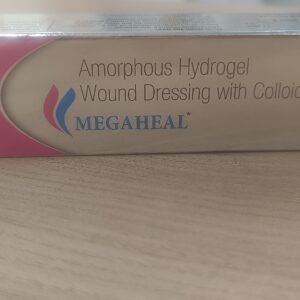 Amorphous Hydrogel
Wound Dressing with Colloid
MEGAHEAL*